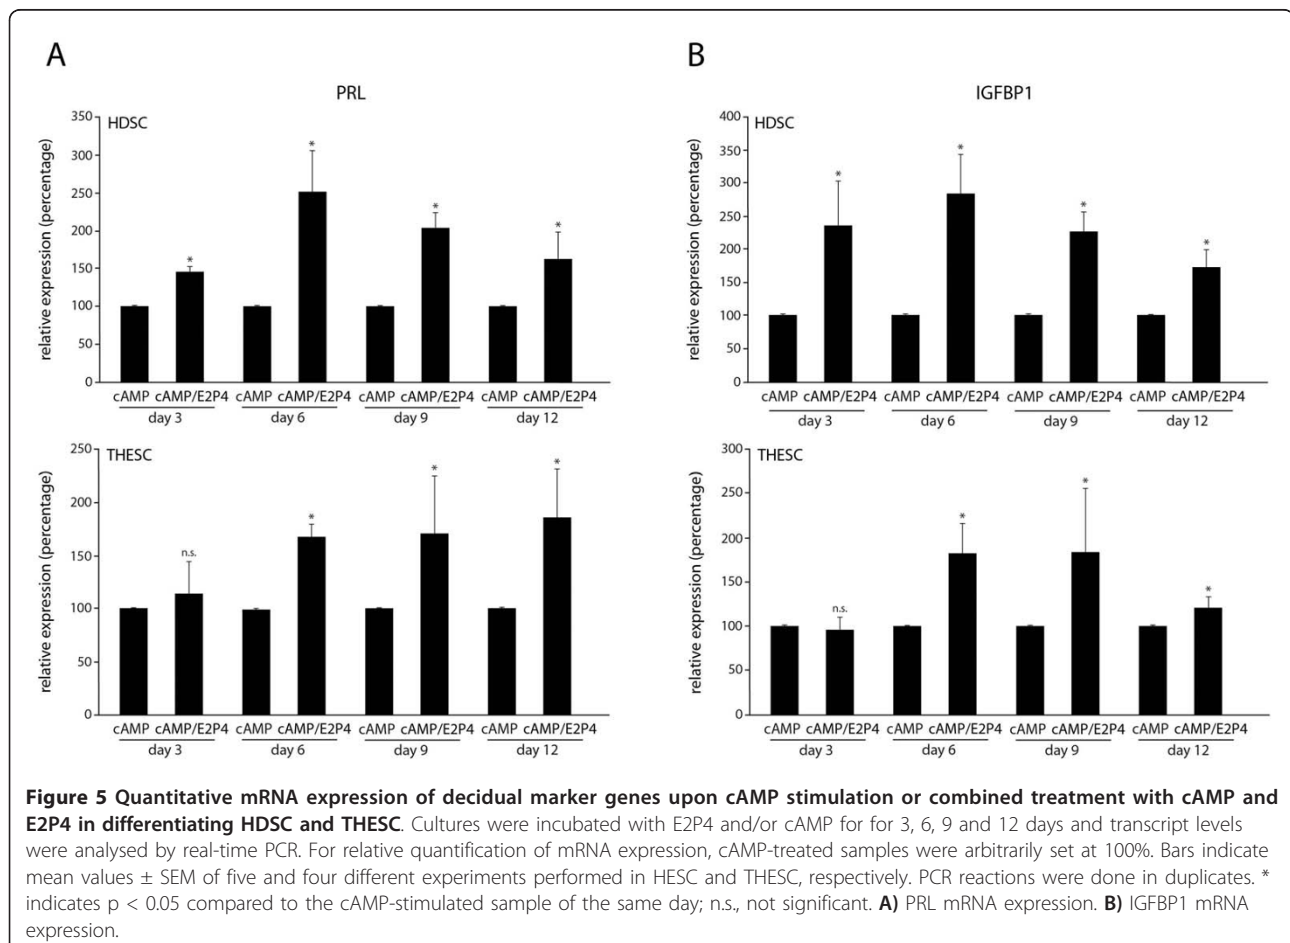 A
B
PRL
IGFBP1
HDSC
relative expression (percentage)
350
300
250
200
150
100
50
0
* * * *
cAMP cAMP/E2P4 cAMP cAMP/E2P4 cAMP cAMP/E2P4 cAMP cAMP/E2P4
day 3 day 6 day 9 day 12
HDSC
relative expression (percentage)
400
350
300
250
200
150
100
50
0
* * * *
cAMP cAMP/E2P4 cAMP cAMP/E2P4 cAMP cAMP/E2P4 cAMP cAMP/E2P4
day 3 day 6 day 9 day 12
THESC
relative expression (percentage)
250
200
150
100
50
0
n.s. * * *
cAMP cAMP/E2P4 cAMP cAMP/E2P4 cAMP cAMP/E2P4 cAMP cAMP/E2P4
day 3 day 6 day 9 day 12
THESC
relative expression (percentage)
300
250
200
150
100
50
0
n.s. * * *
cAMP cAMP/E2P4 cAMP cAMP/E2P4 cAMP cAMP/E2P4 cAMP cAMP/E2P4
day 3 day 6 day 9 day 12
Figure 5 Quantitative mRNA expression of decidual marker genes upon cAMP stimulation or combined treatment with cAMP and
E2P4 in differentiating HDSC and THESC. Cultures were incubated with E2P4 and/or cAMP for for 3, 6, 9 and 12 days and transcript levels
were analysed by real-time PCR. For relative quantification of mRNA expression, cAMP-treated samples were arbitrarily set at 100%. Bars indicate
mean values ± SEM of five and four different experiments performed in HESC and THESC, respectively. PCR reactions were done in duplicates. *
indicates p < 0.05 compared to the cAMP-stimulated sample of the same day; n.s., not significant. A) PRL mRNA expression. B) IGFBP1 mRNA
expression.